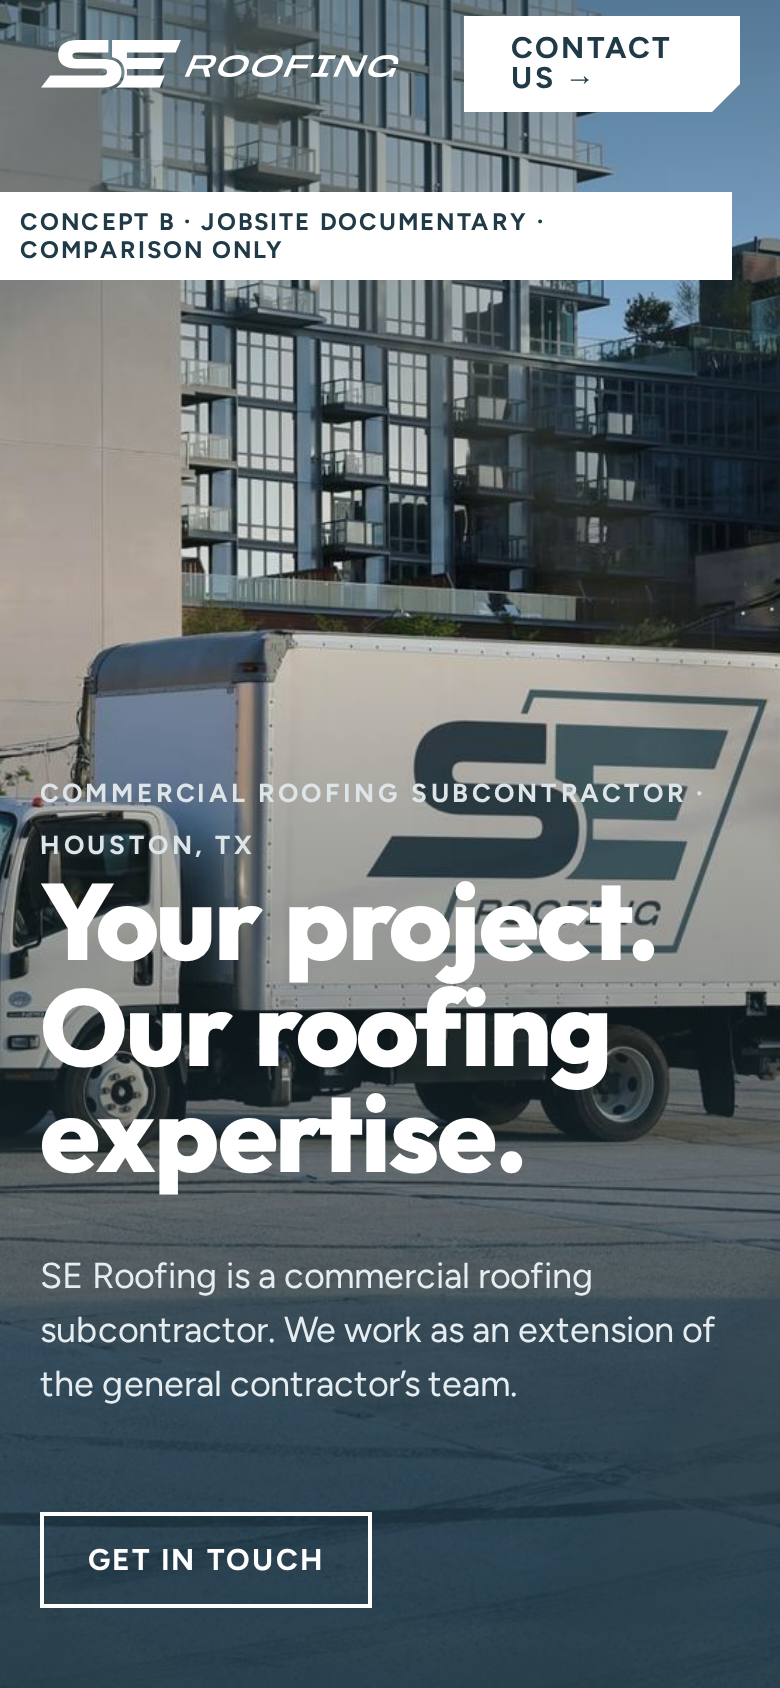 SE ROOFING
CONTACT
US →
CONCEPT B · JOBSITE DOCUMENTARY ·
COMPARISON ONLY
SE
ROOFING
COMMERCIAL ROOFING SUBCONTRACTOR ·
HOUSTON, TX
Your project.
Our roofing
expertise.
SE Roofing is a commercial roofing
subcontractor. We work as an extension of
the general contractor’s team.
GET IN TOUCH